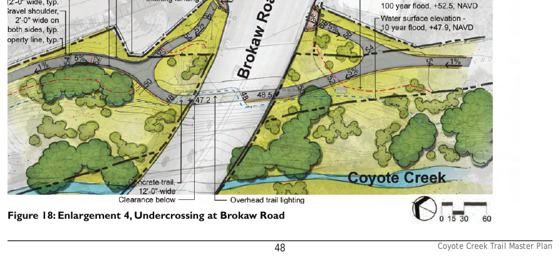 12'-0" wide, typ.
Gravel shoulder,
2'-0" wide on
both sides, typ.
Property line, typ.
100 year flood, +52.5, NAVD
Water surface elevation -
10 year flood, +47.9, NAVD
Brokaw Road
47.2
48.5
Coyote Creek
Concrete trail,
12'-0" wide
Clearance below
Overhead trail lighting
0 15 30 60
Figure 18: Enlargement 4, Undercrossing at Brokaw Road
48
Coyote Creek Trail Master Plan